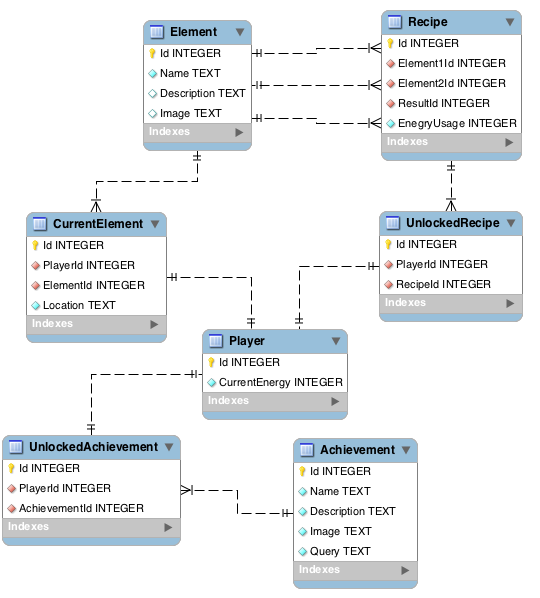 Element
Id INTEGER
Name TEXT
Description TEXT
Image TEXT
Indexes
Recipe
Id INTEGER
Element1Id INTEGER
Element2Id INTEGER
ResultId INTEGER
EnegryUsage INTEGER
Indexes
CurrentElement
Id INTEGER
PlayerId INTEGER
ElementId INTEGER
Location TEXT
Indexes
UnlockedRecipe
Id INTEGER
PlayerId INTEGER
RecipeId INTEGER
Indexes
Player
Id INTEGER
CurrentEnergy INTEGER
Indexes
UnlockedAchievement
Id INTEGER
PlayerId INTEGER
AchievementId INTEGER
Indexes
Achievement
Id INTEGER
Name TEXT
Description TEXT
Image TEXT
Query TEXT
Indexes